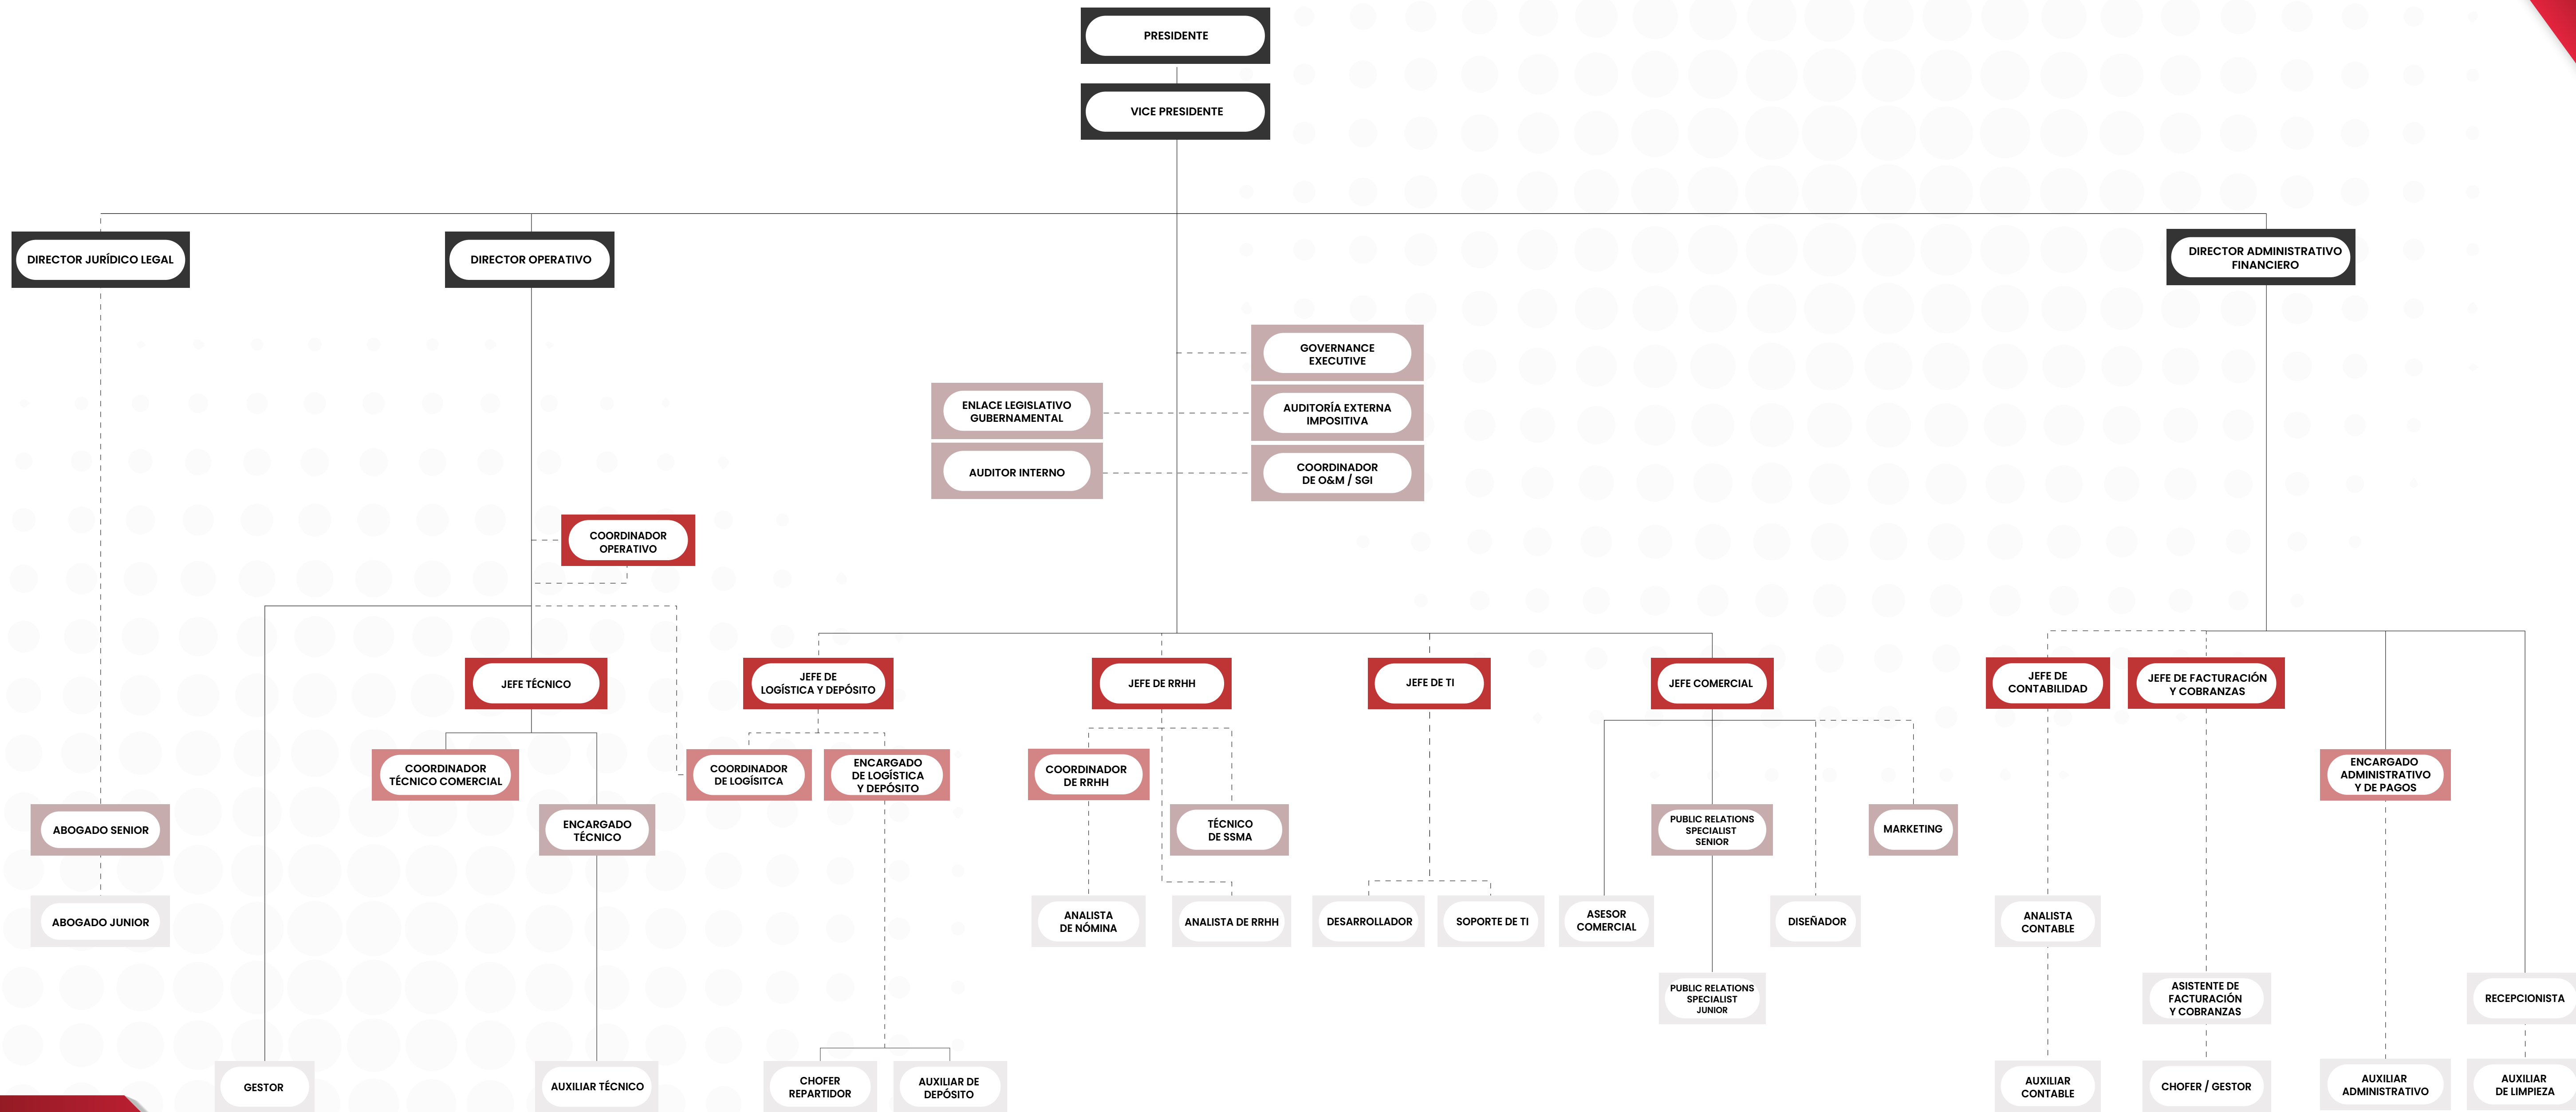 PRESIDENTE
VICE PRESIDENTE
DIRECTOR JURÍDICO LEGAL
DIRECTOR OPERATIVO
DIRECTOR ADMINISTRATIVO
FINANCIERO
GOVERNANCE
EXECUTIVE
ENLACE LEGISLATIVO
GUBERNAMENTAL
AUDITORÍA EXTERNA
IMPOSITIVA
AUDITOR INTERNO
COORDINADOR
DE O&M / SGI
COORDINADOR
OPERATIVO
JEFE TÉCNICO
JEFE DE
LOGÍSTICA Y DEPÓSITO
JEFE DE RRHH
JEFE DE TI
JEFE COMERCIAL
JEFE DE
CONTABILIDAD
JEFE DE FACTURACIÓN
Y COBRANZAS
COORDINADOR
TÉCNICO COMERCIAL
COORDINADOR
DE LOGÍSITCA
ENCARGADO
DE LOGÍSTICA
Y DEPÓSITO
COORDINADOR
DE RRHH
ENCARGADO
ADMINISTRATIVO
Y DE PAGOS
ABOGADO SENIOR
ENCARGADO
TÉCNICO
TÉCNICO
DE SSMA
PUBLIC RELATIONS
SPECIALIST
SENIOR
MARKETING
ABOGADO JUNIOR
ANALISTA
DE NÓMINA
ANALISTA DE RRHH
DESARROLLADOR
SOPORTE DE TI
ASESOR
COMERCIAL
DISEÑADOR
ANALISTA
CONTABLE
PUBLIC RELATIONS
SPECIALIST
JUNIOR
ASISTENTE DE
FACTURACIÓN
Y COBRANZAS
RECEPCIONISTA
GESTOR
AUXILIAR TÉCNICO
CHOFER
REPARTIDOR
AUXILIAR DE
DEPÓSITO
AUXILIAR
CONTABLE
CHOFER / GESTOR
AUXILIAR
ADMINISTRATIVO
AUXILIAR
DE LIMPIEZA